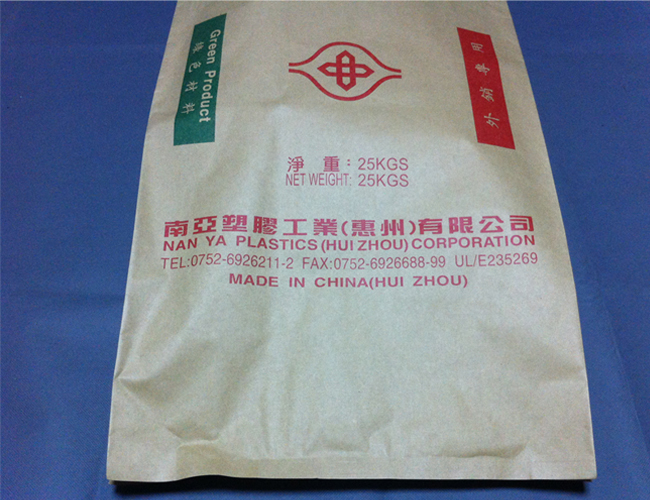 Green Product
綠色材料
外銷專用
淨 重：25KGS
NET WEIGHT: 25KGS
南亞塑膠工業(惠州)有限公司
NAN YA PLASTICS (HUI ZHOU) CORPORATION
TEL:0752-6926211-2 FAX:0752-6926688-99 UL/E235269
MADE IN CHINA(HUI ZHOU)